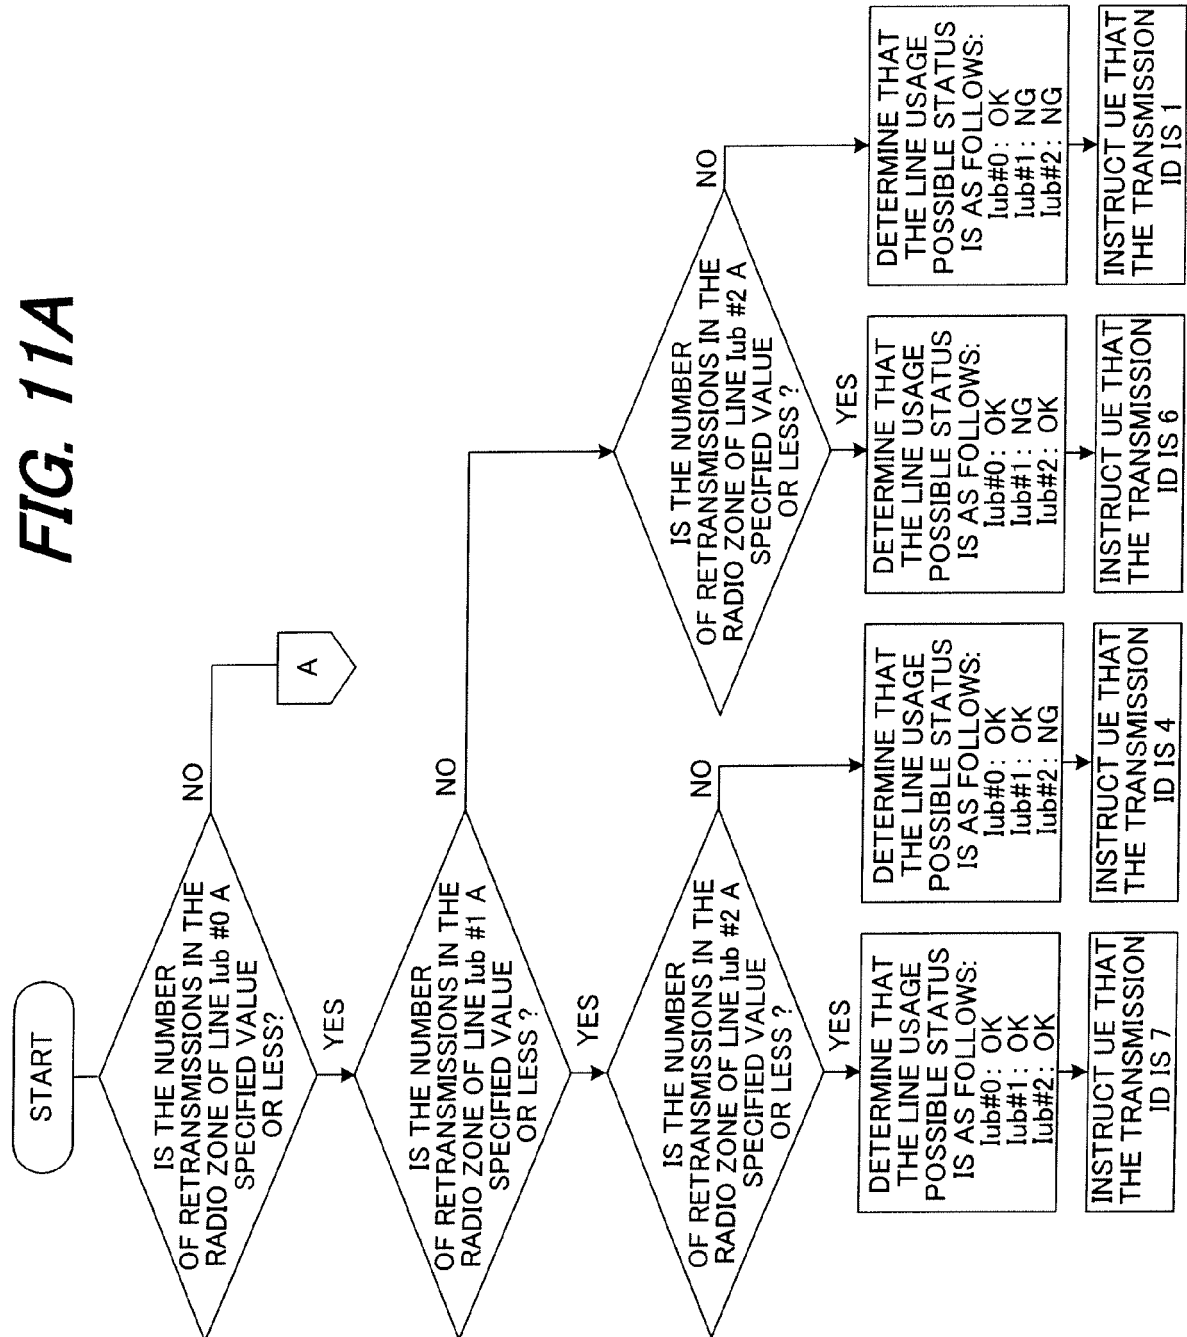 FIG. 11A
START
IS THE NUMBER
OF RETRANSMISSIONS IN THE
RADIO ZONE OF LINE Iub #0 A
SPECIFIED VALUE
OR LESS?
NO
A
YES
IS THE NUMBER
OF RETRANSMISSIONS IN THE
RADIO ZONE OF LINE Iub #1 A
SPECIFIED VALUE
OR LESS ?
NO
YES
IS THE NUMBER
OF RETRANSMISSIONS IN THE
RADIO ZONE OF LINE Iub #2 A
SPECIFIED VALUE
OR LESS ?
NO
YES
IS THE NUMBER
OF RETRANSMISSIONS IN THE
RADIO ZONE OF LINE Iub #2 A
SPECIFIED VALUE
OR LESS ?
NO
YES
DETERMINE THAT
THE LINE USAGE
POSSIBLE STATUS
IS AS FOLLOWS:
Iub#0: OK
Iub#1: OK
Iub#2: OK
DETERMINE THAT
THE LINE USAGE
POSSIBLE STATUS
IS AS FOLLOWS:
Iub#0: OK
Iub#1: OK
Iub#2: NG
DETERMINE THAT
THE LINE USAGE
POSSIBLE STATUS
IS AS FOLLOWS:
Iub#0: OK
Iub#1: NG
Iub#2: OK
DETERMINE THAT
THE LINE USAGE
POSSIBLE STATUS
IS AS FOLLOWS:
Iub#0: OK
Iub#1: NG
Iub#2: NG
INSTRUCT UE THAT
THE TRANSMISSION
ID IS 7
INSTRUCT UE THAT
THE TRANSMISSION
ID IS 4
INSTRUCT UE THAT
THE TRANSMISSION
ID IS 6
INSTRUCT UE THAT
THE TRANSMISSION
ID IS 1